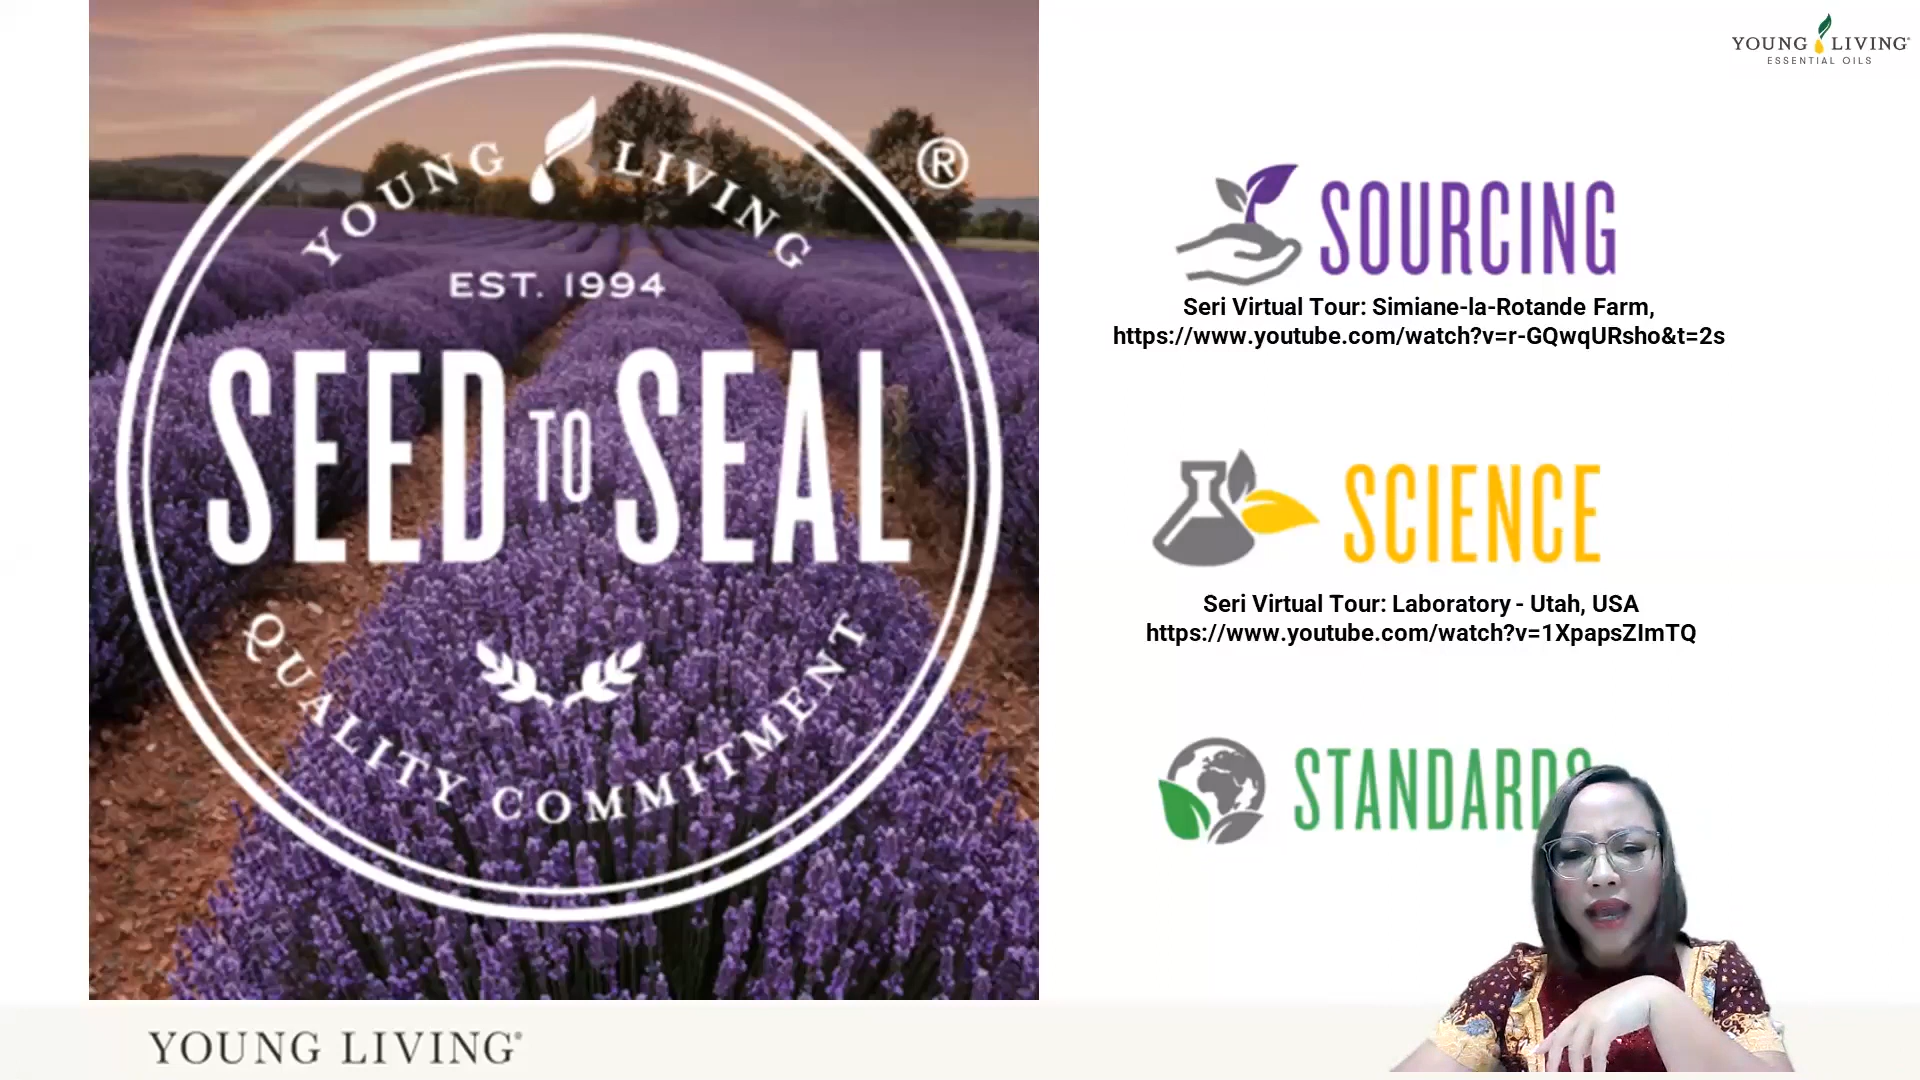 YOUNG LIVING
EST. 1994
SEED TO SEAL
QUALITY COMMITMENT
®
YOUNG LIVING®
ESSENTIAL OILS
SOURCING
Seri Virtual Tour: Simiane-la-Rotande Farm,
https://www.youtube.com/watch?v=r-GQwqURsho&t=2s
SCIENCE
Seri Virtual Tour: Laboratory - Utah, USA
https://www.youtube.com/watch?v=1XpapsZImTQ
STANDARDS
YOUNG LIVING®